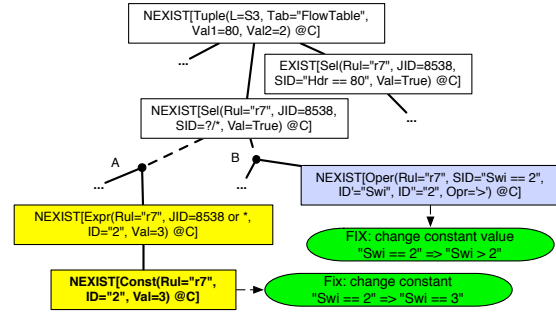 NEXIST[Tuple(L=S3, Tab="FlowTable",
Val1=80, Val2=2) @C]
...
EXIST[Sel(Rul="r7", JID=8538,
SID="Hdr == 80", Val=True) @C]
NEXIST[Sel(Rul="r7", JID=8538,
SID=?/*, Val=True) @C]
...
A
B
...
...
NEXIST[Oper(Rul="r7", SID="Swi == 2",
ID'="Swi", ID''="2", Opr='>') @C]
NEXIST[Expr(Rul="r7", JID=8538 or *,
ID="2", Val=3) @C]
FIX: change constant value
"Swi == 2" => "Swi > 2"
NEXIST[Const(Rul="r7",
ID="2", Val=3) @C]
Fix: change constant
"Swi == 2" => "Swi == 3"